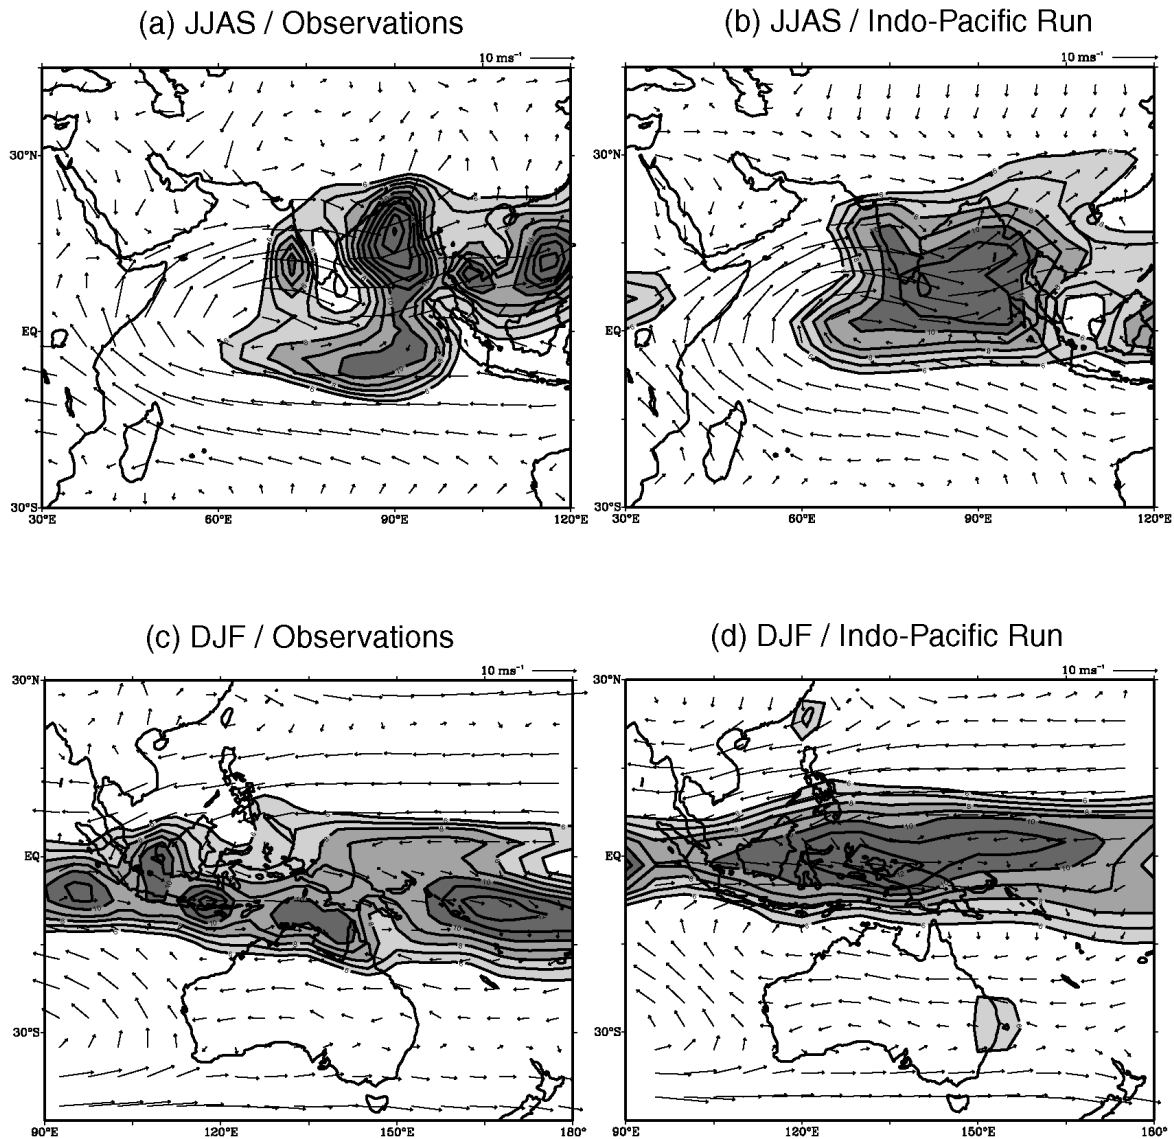 (a) JJAS / Observations
(b) JJAS / Indo-Pacific Run
10 ms⁻¹
10 ms⁻¹
30°N
30°N
EQ
EQ
30°S
30°S
30°E
60°E
90°E
120°E
30°E
60°E
90°E
120°E
(c) DJF / Observations
(d) DJF / Indo-Pacific Run
10 ms⁻¹
10 ms⁻¹
30°N
30°N
EQ
EQ
30°S
30°S
90°E
120°E
150°E
180°
90°E
120°E
150°E
180°